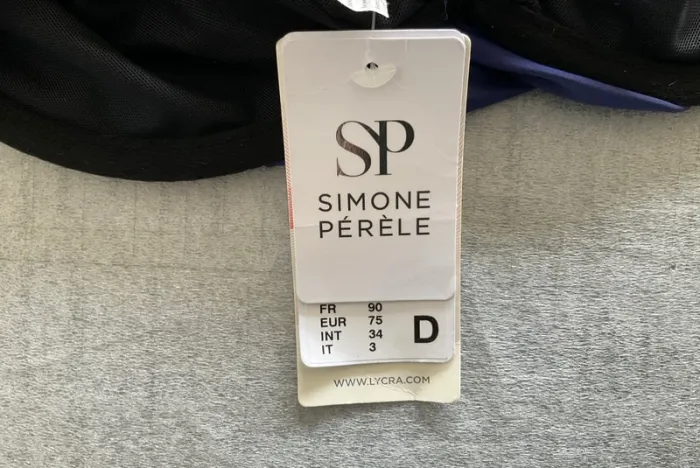 SP
SIMONE
PÉRÈLE
FR 90
EUR 75
INT 34
IT 3
D
WWW.LYCRA.COM